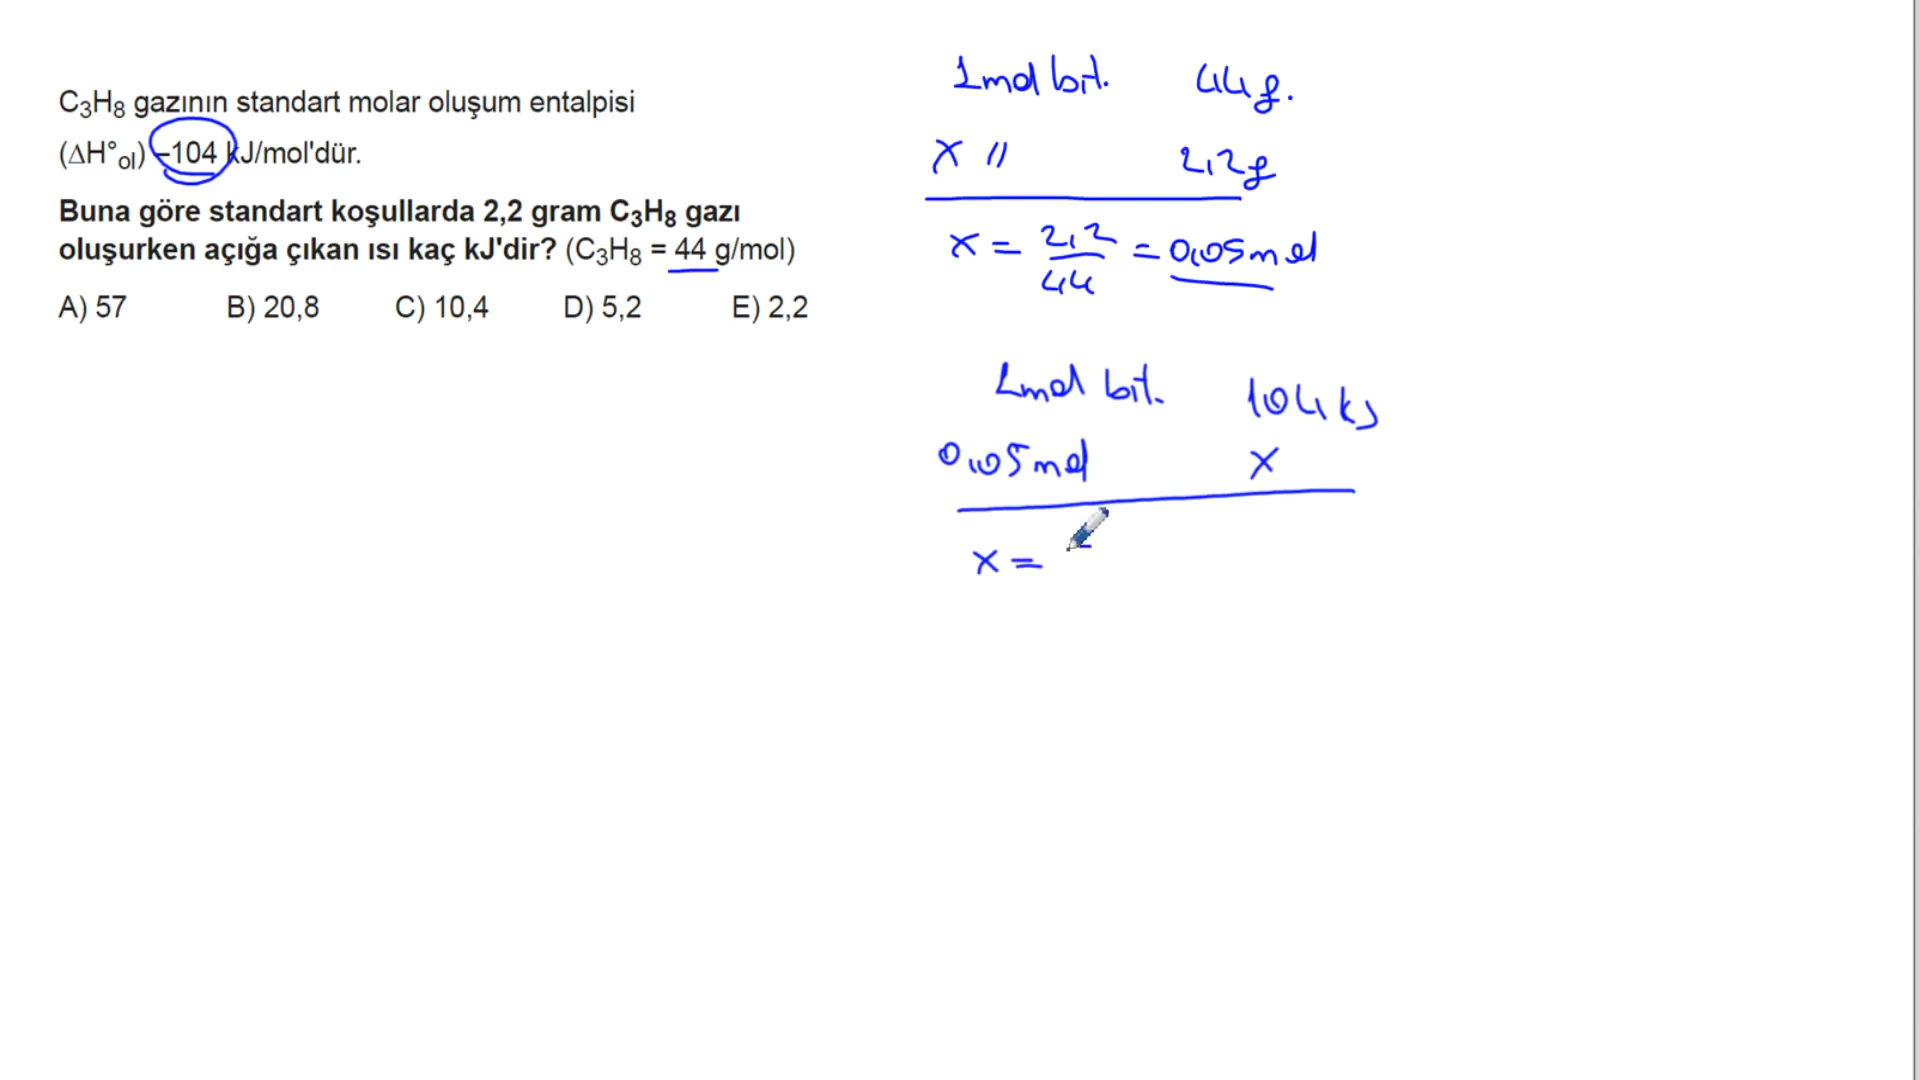 C₃H₈ gazının standart molar oluşum entalpisi
(ΔH°ol) –104 kJ/mol'dür.
Buna göre standart koşullarda 2,2 gram C₃H₈ gazı
oluşurken açığa çıkan ısı kaç kJ'dir? (C₃H₈ = 44 g/mol)
A) 57 B) 20,8 C) 10,4 D) 5,2 E) 2,2
1mol bil. 44g.
x // 2,2g
x = 2,2/44 = 0,05mol
1mol bil. 104kJ
0,05mol x
x =